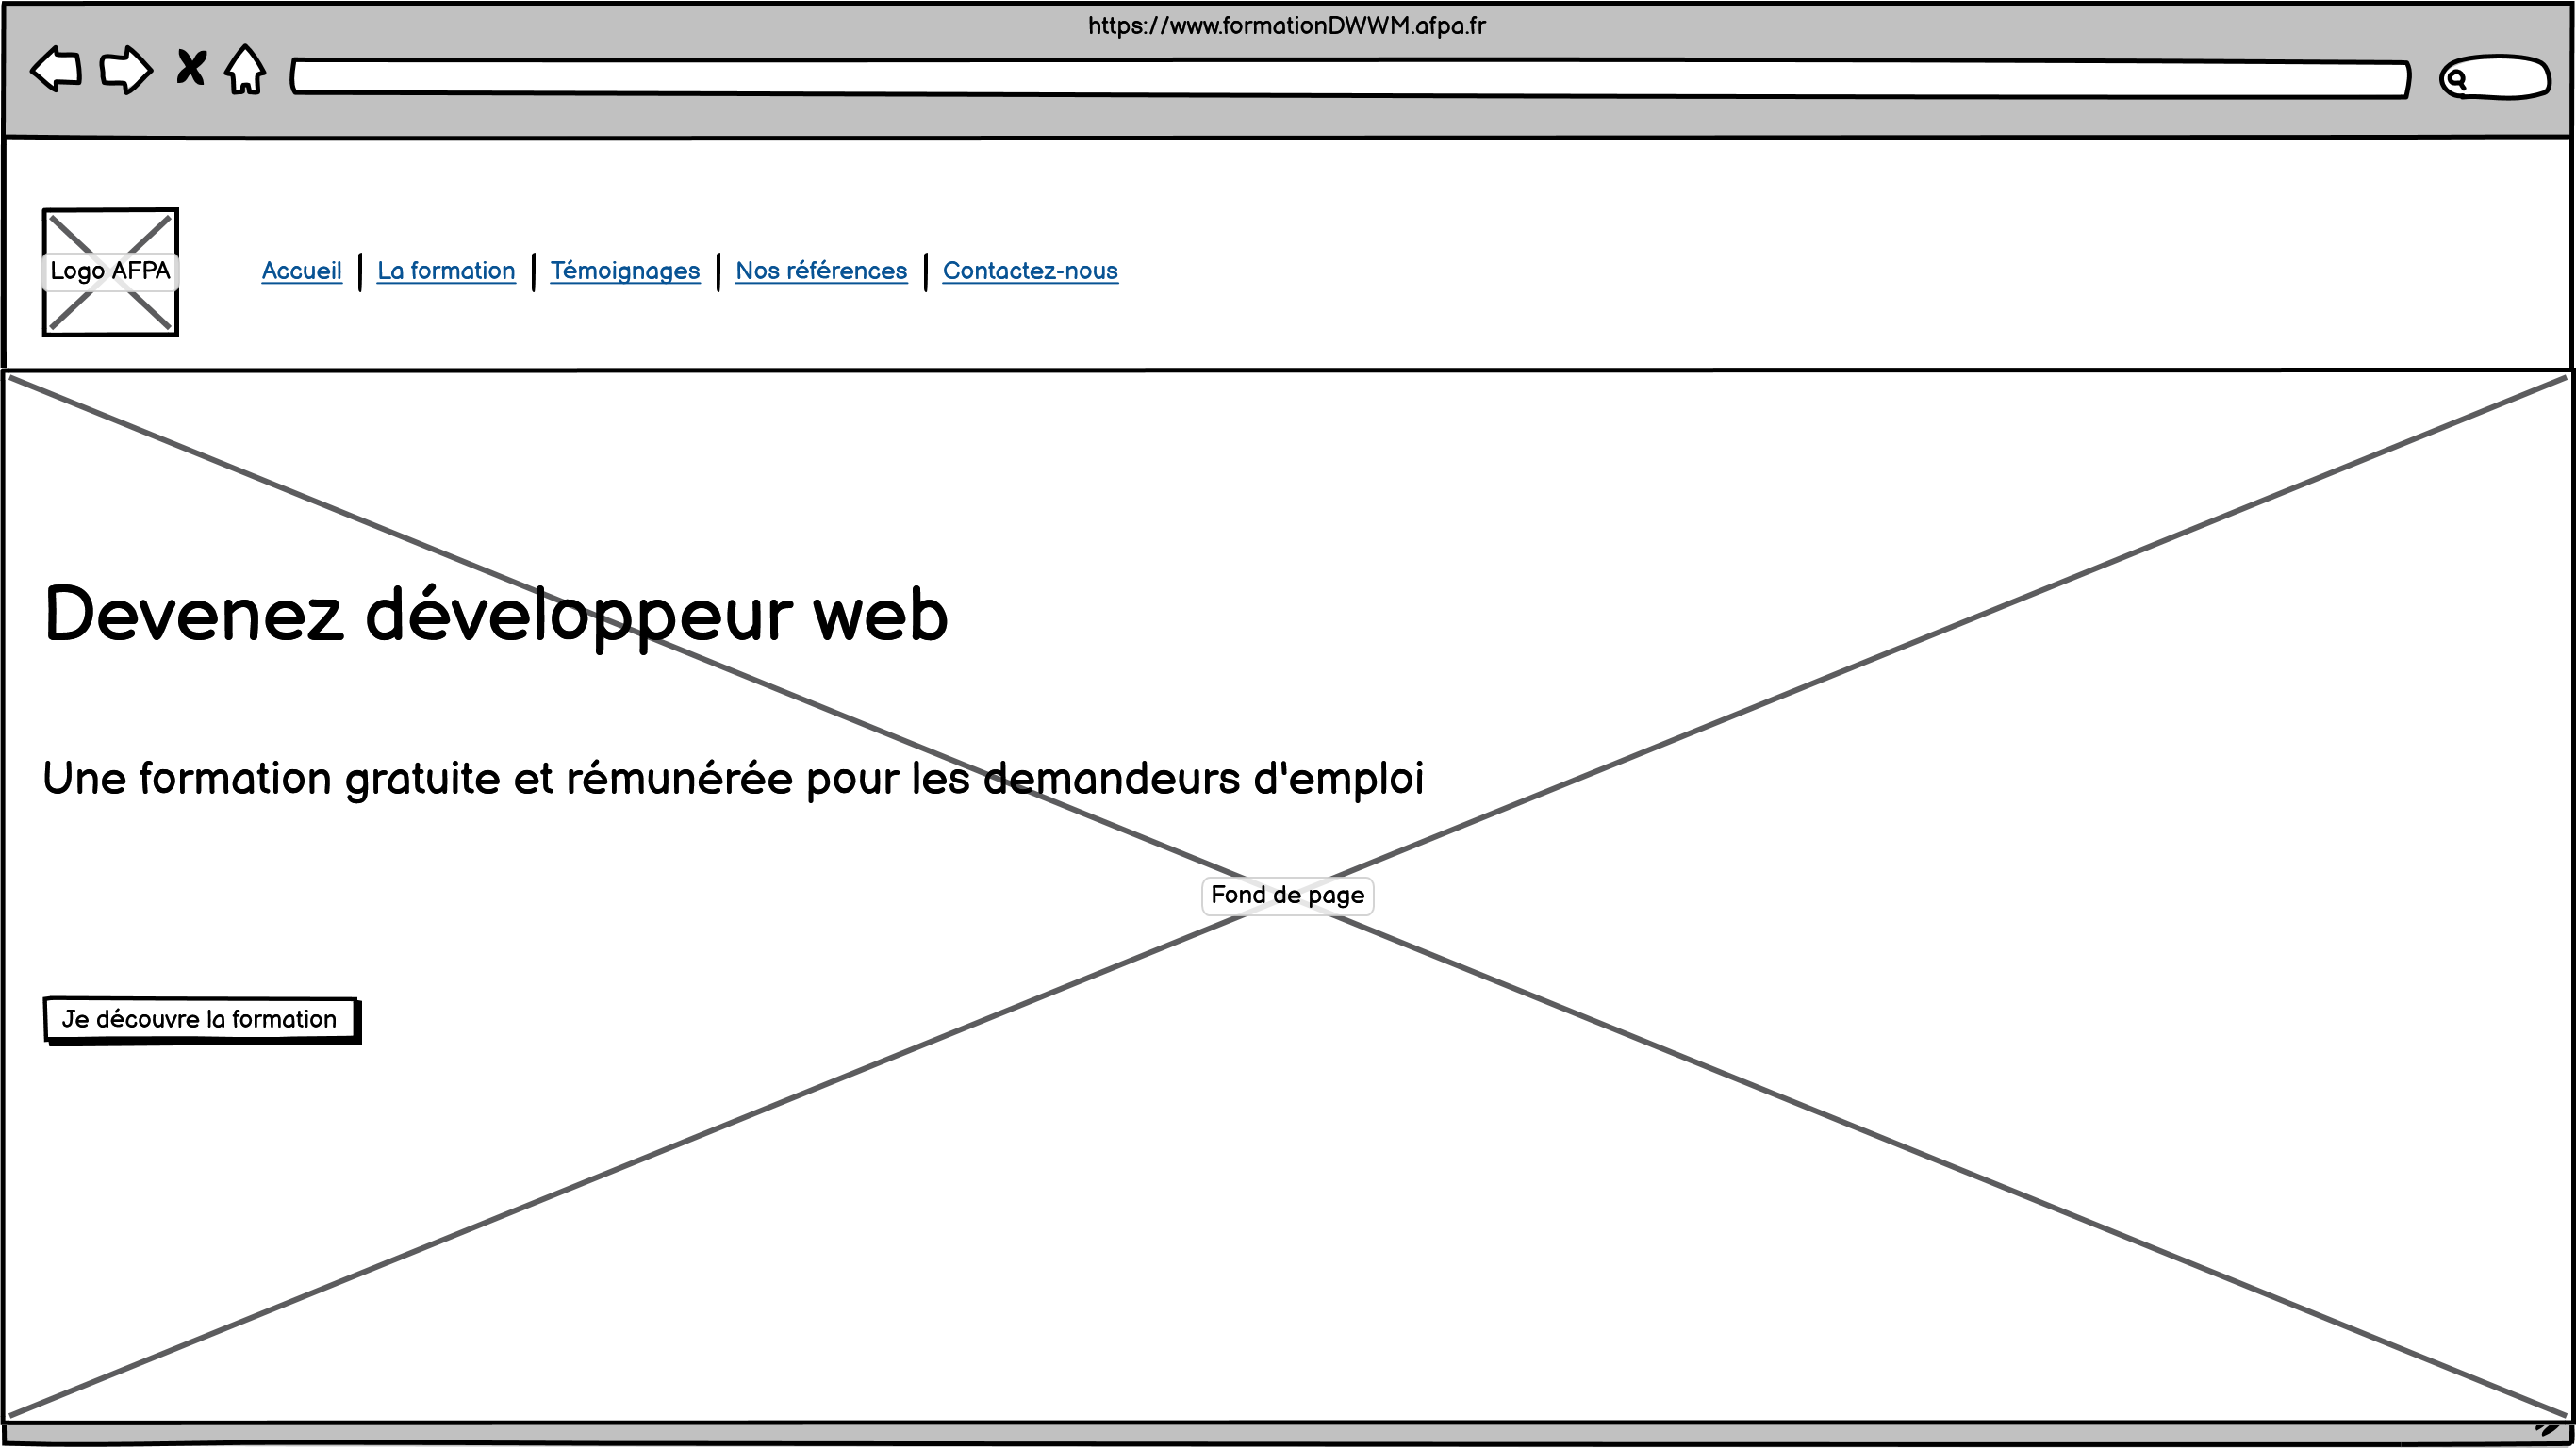 https://www.formationDWWM.afpa.fr
Logo AFPA
Accueil | La formation | Témoignages | Nos références | Contactez-nous
Devenez développeur web
Une formation gratuite et rémunérée pour les demandeurs d'emploi
Fond de page
Je découvre la formation